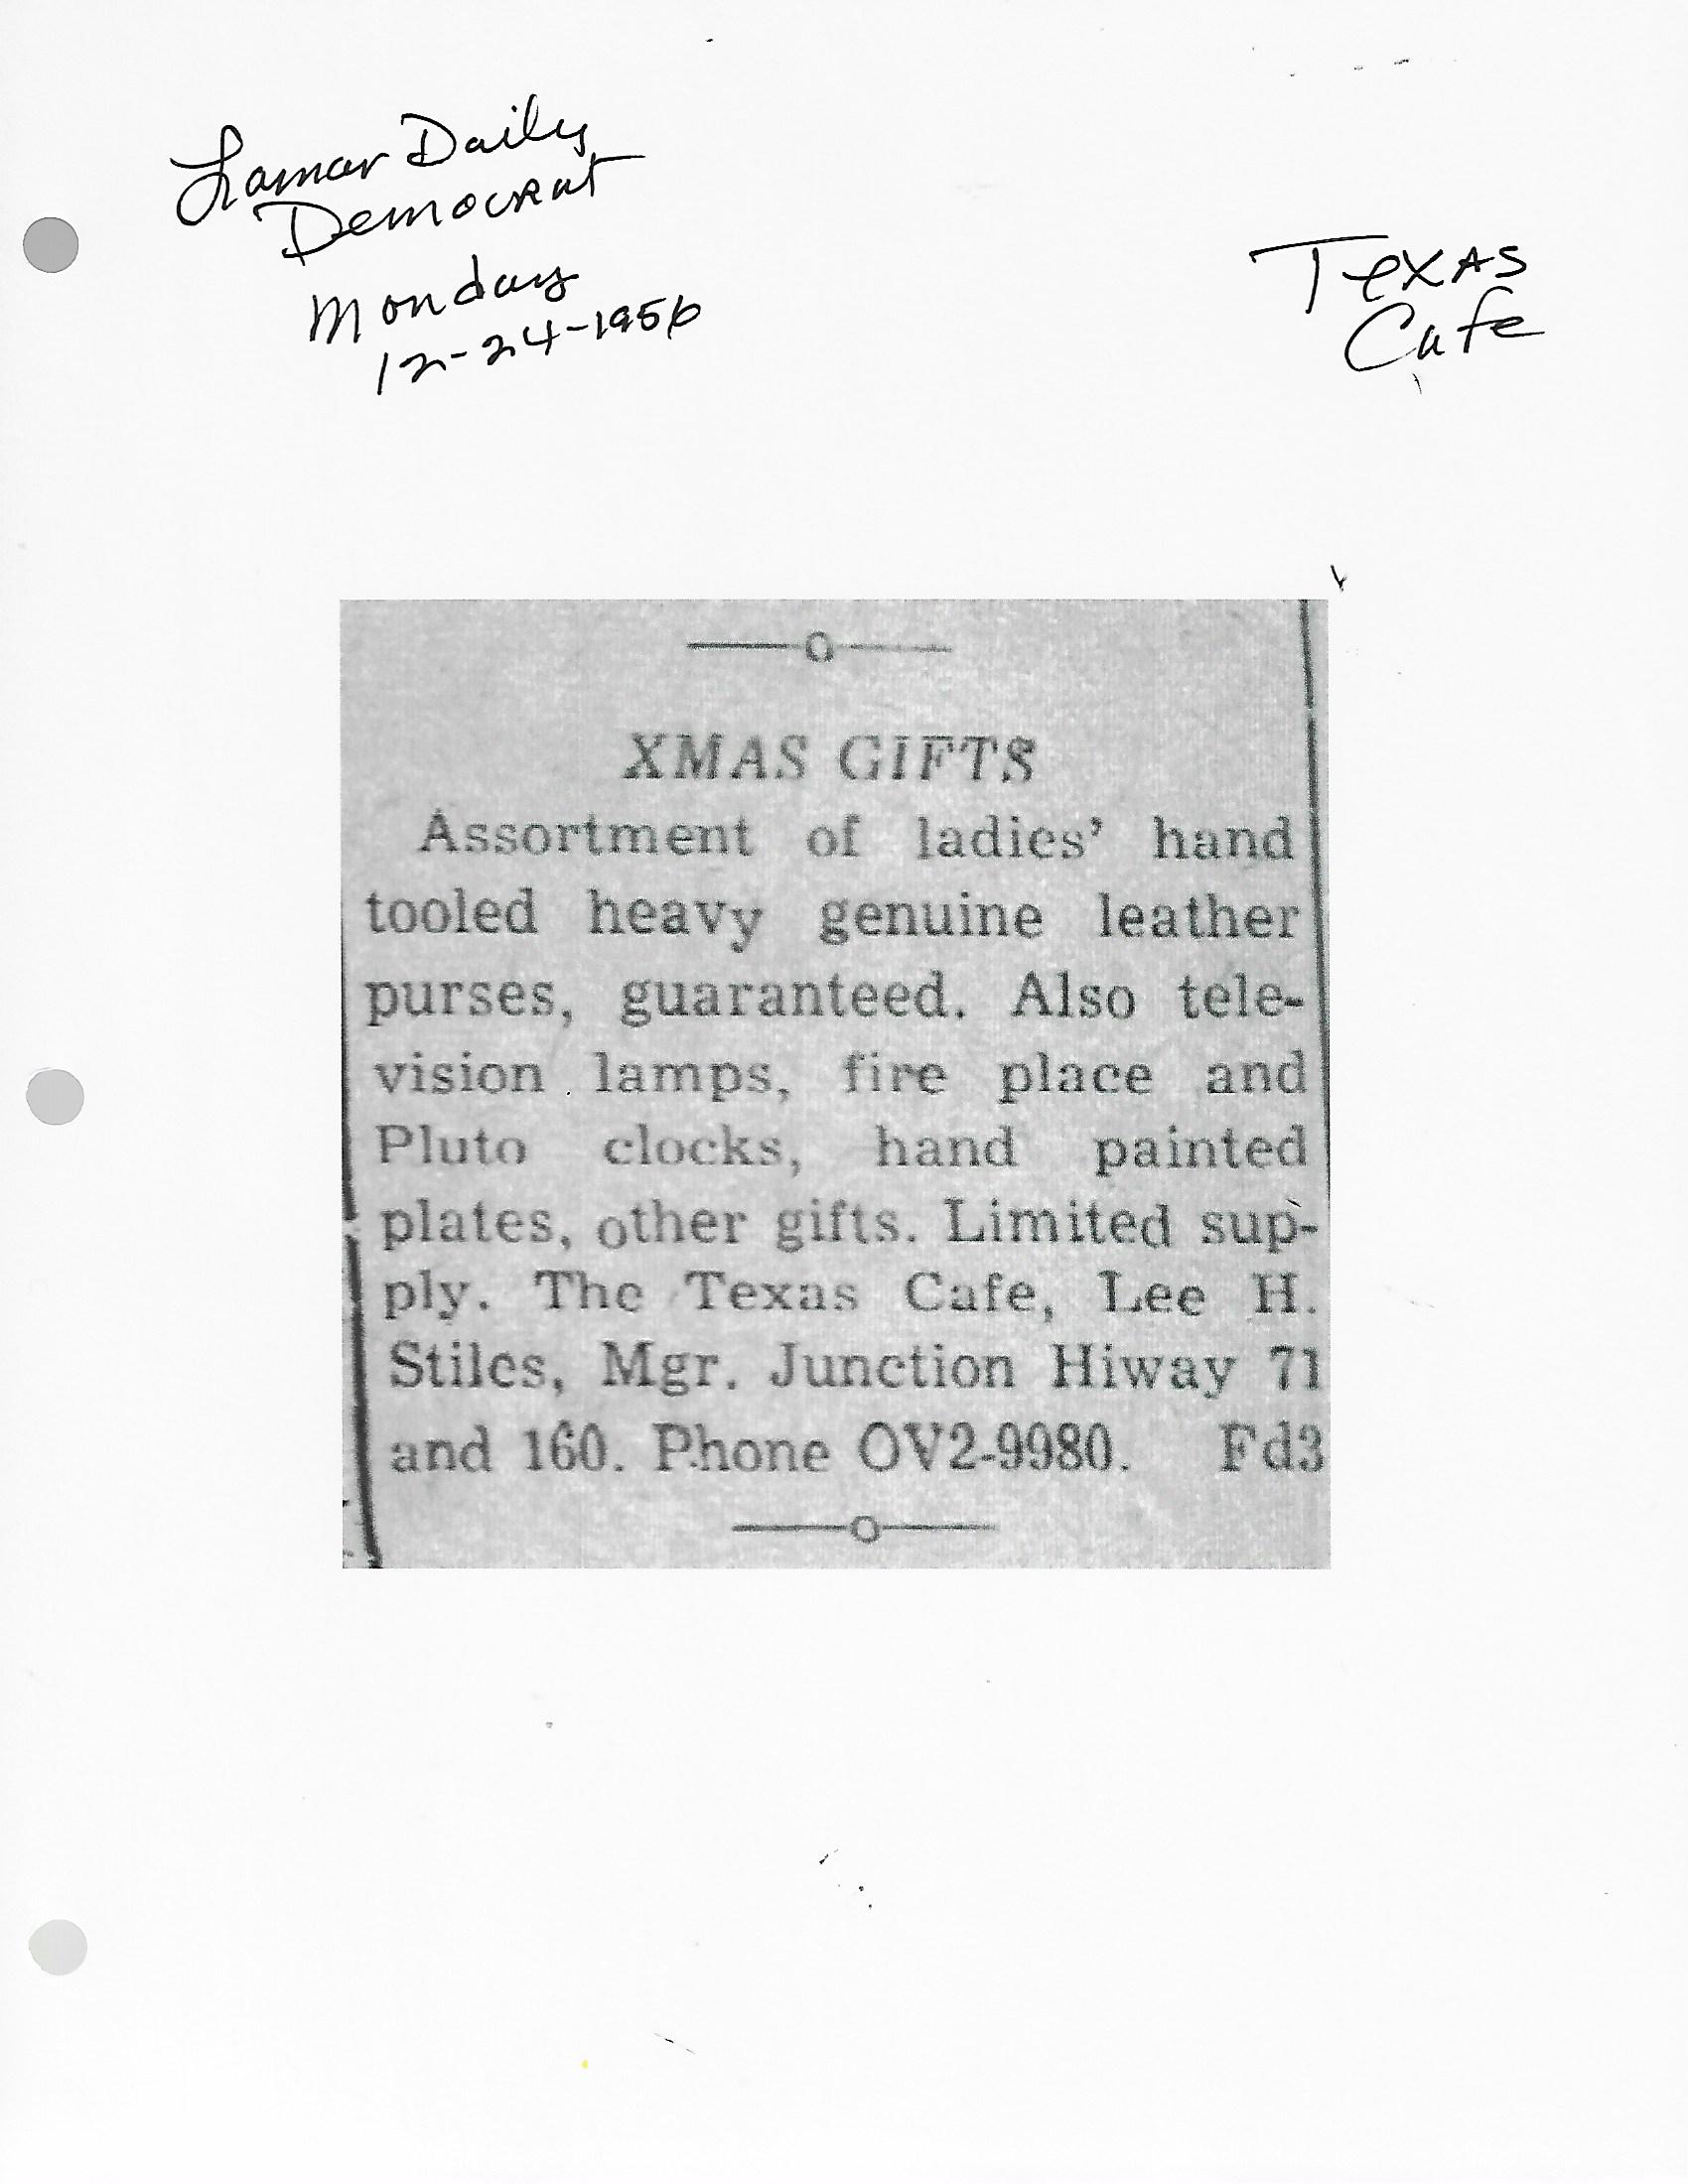 Lamar Daily
Democrat
Monday
12-24-1956
Texas
Cafe
XMAS GIFTS
Assortment of ladies' hand
tooled heavy genuine leather
purses, guaranteed. Also tele-
vision lamps, fire place and
Pluto clocks, hand painted
plates, other gifts. Limited sup-
ply. The Texas Cafe, Lee H.
Stiles, Mgr. Junction Hiway 71
and 160. Phone OV2-9980. Fd3